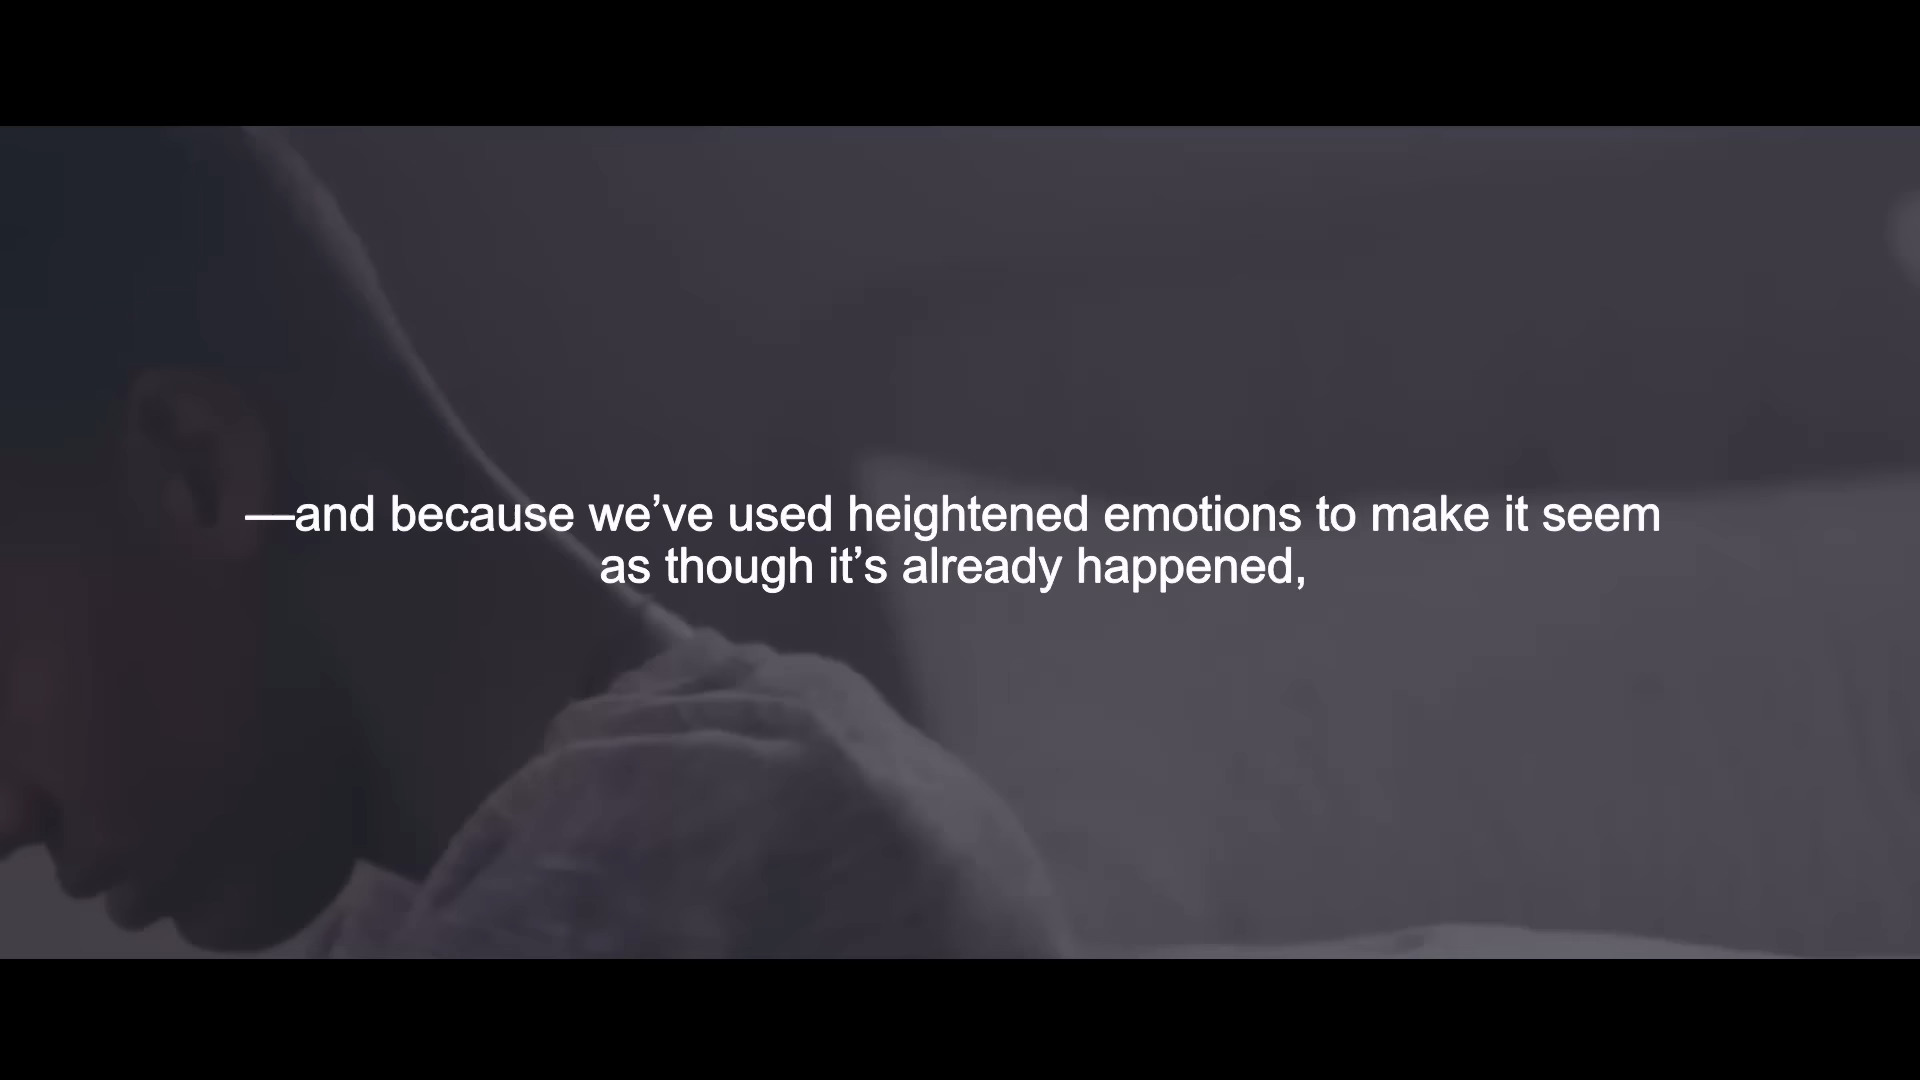 —and because we’ve used heightened emotions to make it seem
as though it’s already happened,